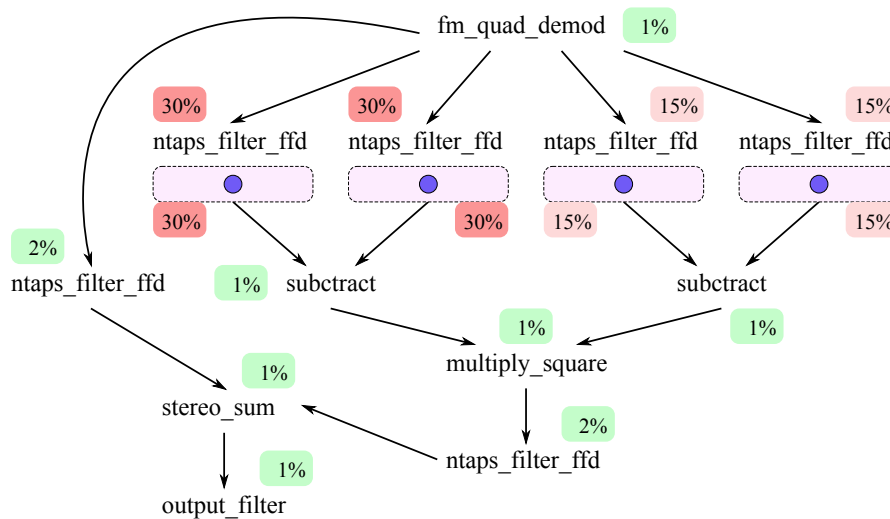 fm_quad_demod 1%
30% 30% 15% 15%
ntaps_filter_ffd ntaps_filter_ffd ntaps_filter_ffd ntaps_filter_ffd
30% 30% 15% 15%
2%
ntaps_filter_ffd 1% subctract subctract
1% 1%
multiply_square
1%
stereo_sum
2%
ntaps_filter_ffd
1%
output_filter